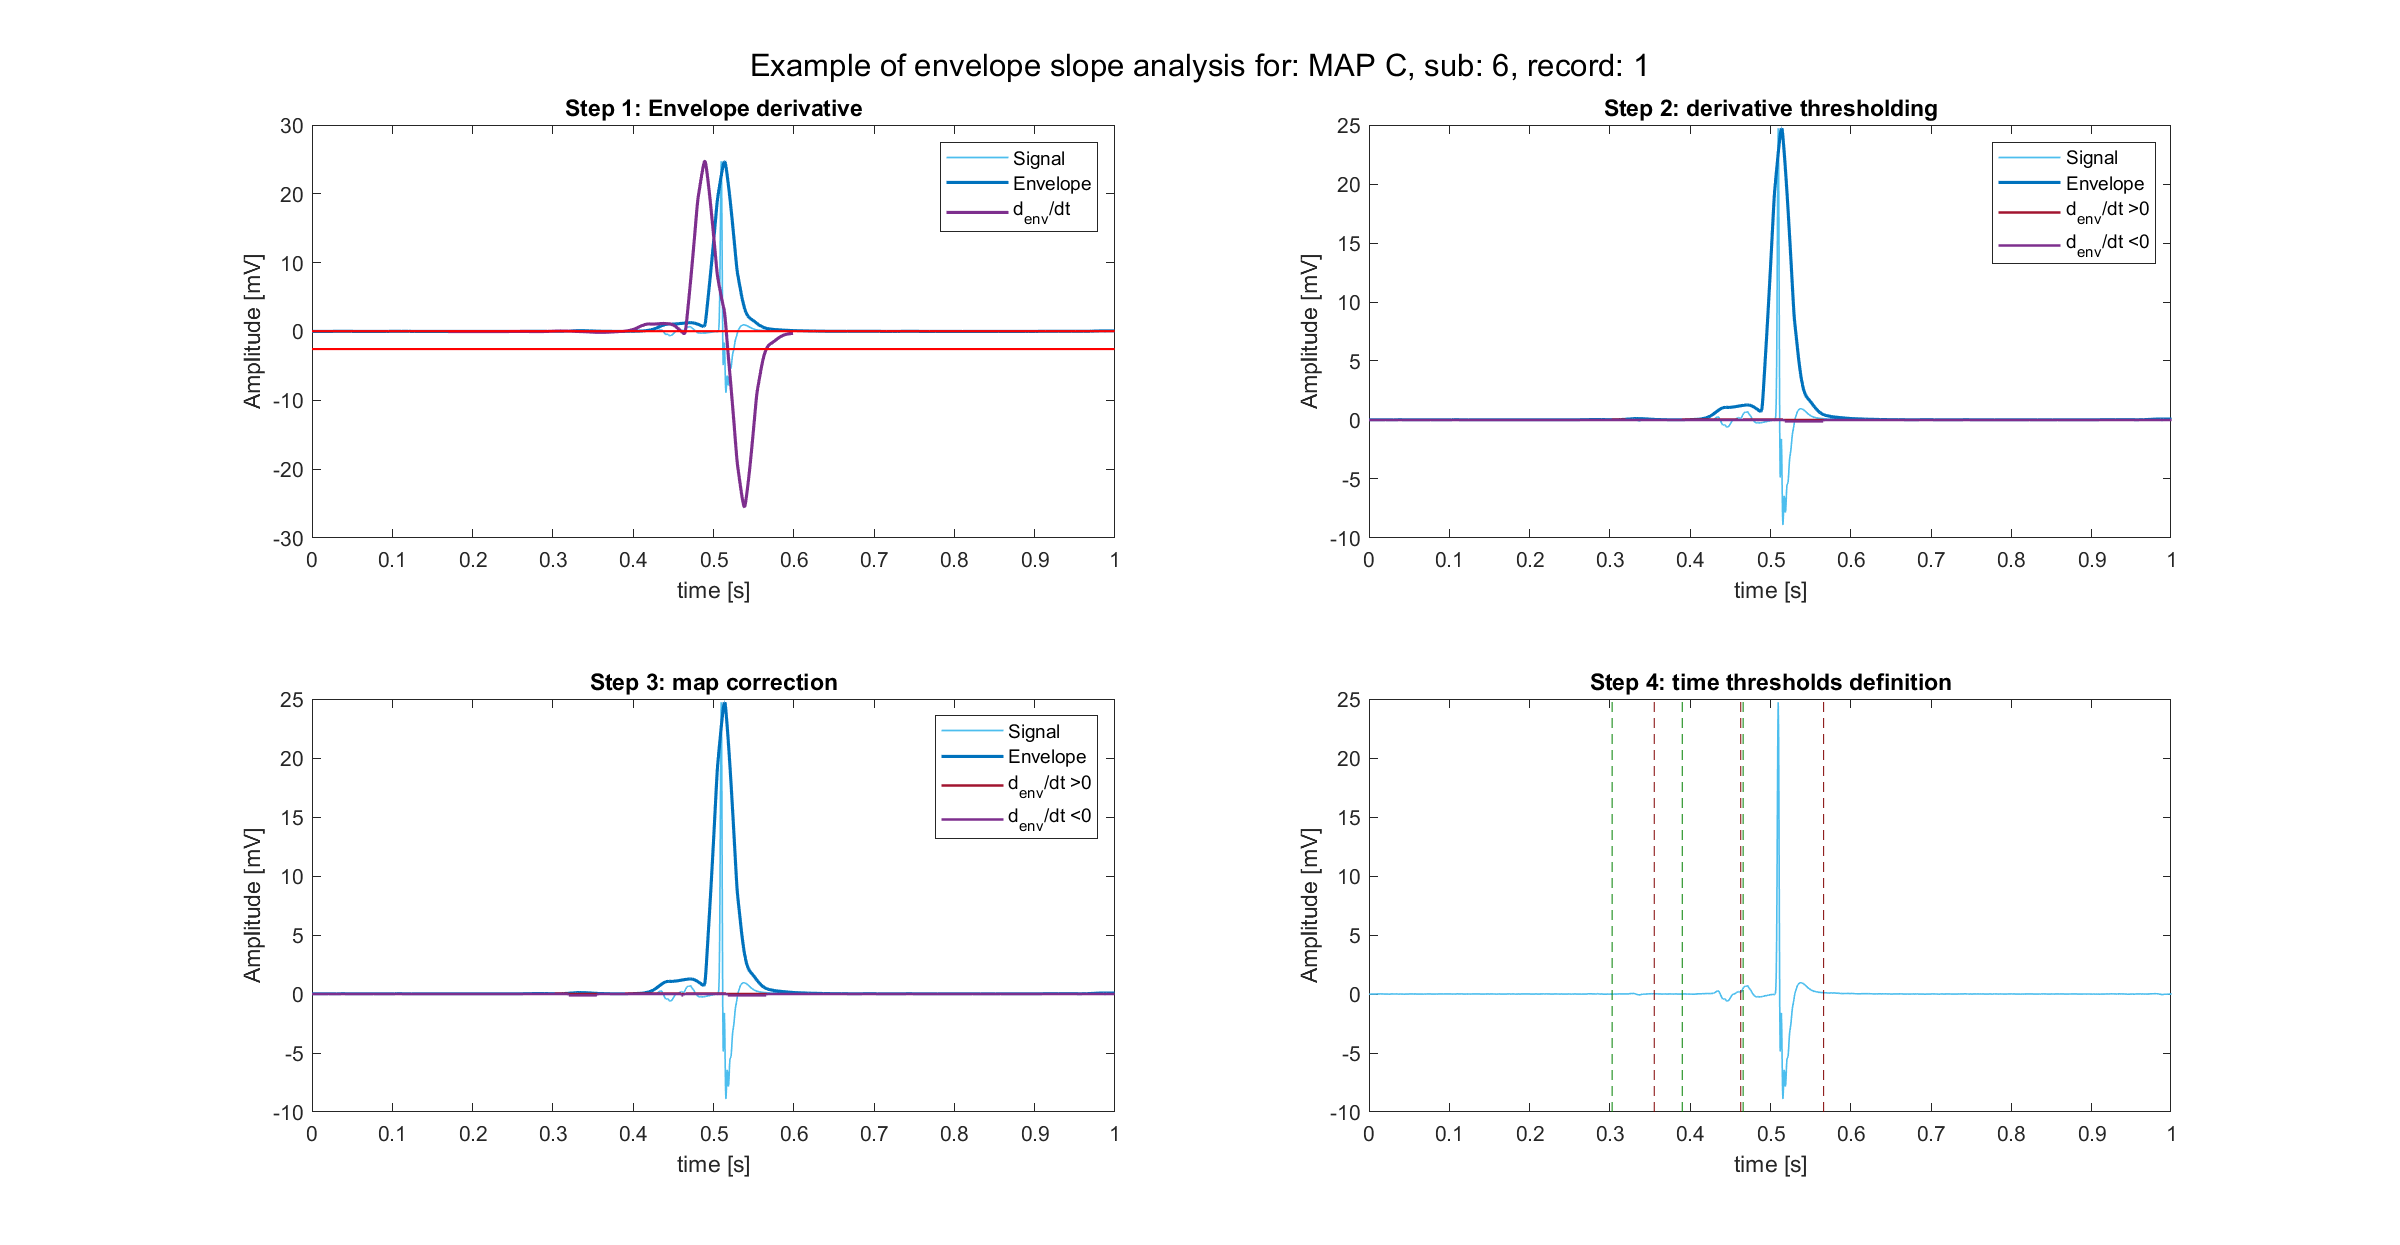 Example of envelope slope analysis for: MAP C, sub: 6, record: 1
Step 1: Envelope derivative
30
20
10
0
-10
-20
-30
Amplitude [mV]
0 0.1 0.2 0.3 0.4 0.5 0.6 0.7 0.8 0.9 1
time [s]
Signal
Envelope
d_env/dt
Step 2: derivative thresholding
25
20
15
10
5
0
-5
-10
Amplitude [mV]
0 0.1 0.2 0.3 0.4 0.5 0.6 0.7 0.8 0.9 1
time [s]
Signal
Envelope
d_env/dt >0
d_env/dt <0
Step 3: map correction
25
20
15
10
5
0
-5
-10
Amplitude [mV]
0 0.1 0.2 0.3 0.4 0.5 0.6 0.7 0.8 0.9 1
time [s]
Signal
Envelope
d_env/dt >0
d_env/dt <0
Step 4: time thresholds definition
25
20
15
10
5
0
-5
-10
Amplitude [mV]
0 0.1 0.2 0.3 0.4 0.5 0.6 0.7 0.8 0.9 1
time [s]